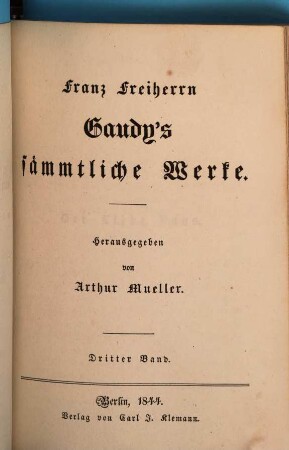 Franz Freiherrn
Gaudy's
sämmtliche Werke.
Herausgegeben
von
Arthur Mueller.
Dritter Band.
Berlin, 1844.
Verlag von Carl J. Klemann.